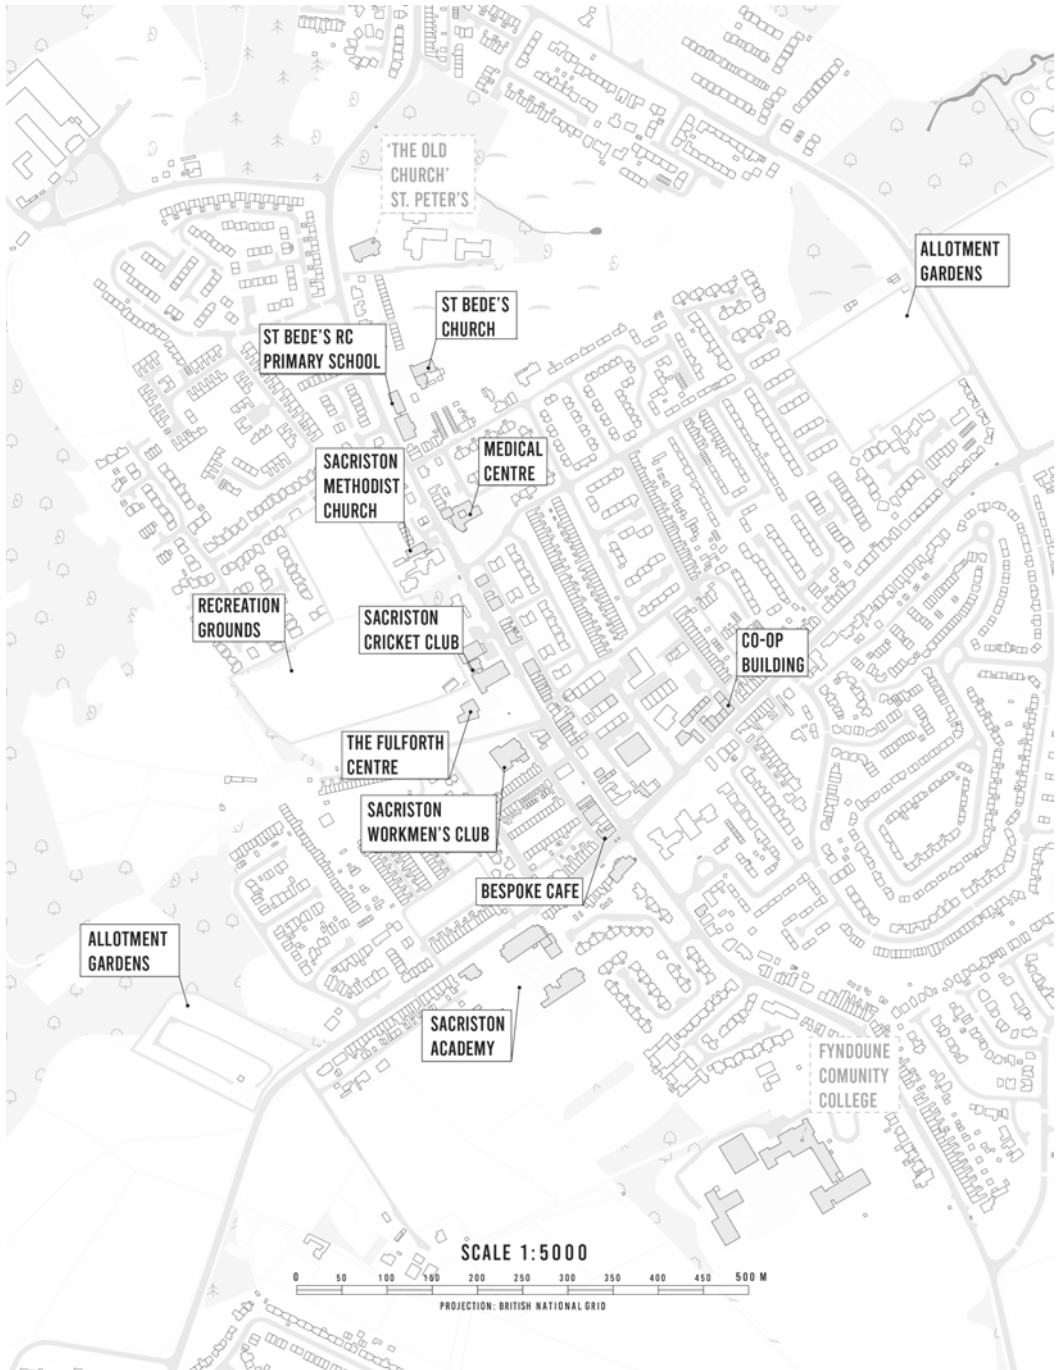 'THE OLD
CHURCH'
ST. PETER'S
ALLOTMENT
GARDENS
ST BEDE'S
CHURCH
ST BEDE'S RC
PRIMARY SCHOOL
MEDICAL
CENTRE
SACRISTON
METHODIST
CHURCH
RECREATION
GROUNDS
SACRISTON
CRICKET CLUB
CO-OP
BUILDING
THE FULFORTH
CENTRE
SACRISTON
WORKMEN'S CLUB
BESPOKE CAFE
ALLOTMENT
GARDENS
SACRISTON
ACADEMY
FYNDOUNE
COMUNITY
COLLEGE
SCALE 1:5000
0 50 100 150 200 250 300 350 400 450 500 M
PROJECTION: BRITISH NATIONAL GRID